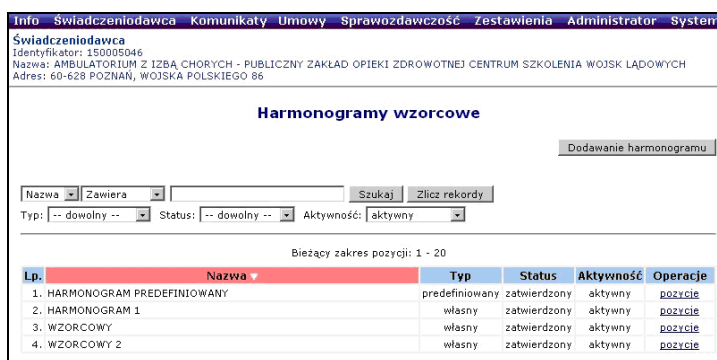 Info Świadczeniodawca Komunikaty Umowy Sprawozdawczość Zestawienia Administrator System
Świadczeniodawca
Identyfikator: 150005046
Nazwa: AMBULATORIUM Z IZBĄ CHORYCH - PUBLICZNY ZAKŁAD OPIEKI ZDROWOTNEJ CENTRUM SZKOLENIA WOJSK LĄDOWYCH
Adres: 60-628 POZNAŃ, WOJSKA POLSKIEGO 86
Harmonogramy wzorcowe
Dodawanie harmonogramu
Nazwa Zawiera Szukaj Zlicz rekordy
Typ: -- dowolny -- Status: -- dowolny -- Aktywność: aktywny
Bieżący zakres pozycji: 1 - 20
Lp. Nazwa Typ Status Aktywność Operacje
1. HARMONOGRAM PREDEFINIOWANY predefiniowany zatwierdzony aktywny pozycje
2. HARMONOGRAM 1 własny zatwierdzony aktywny pozycje
3. WZORCOWY własny zatwierdzony aktywny pozycje
4. WZORCOWY 2 własny zatwierdzony aktywny pozycje